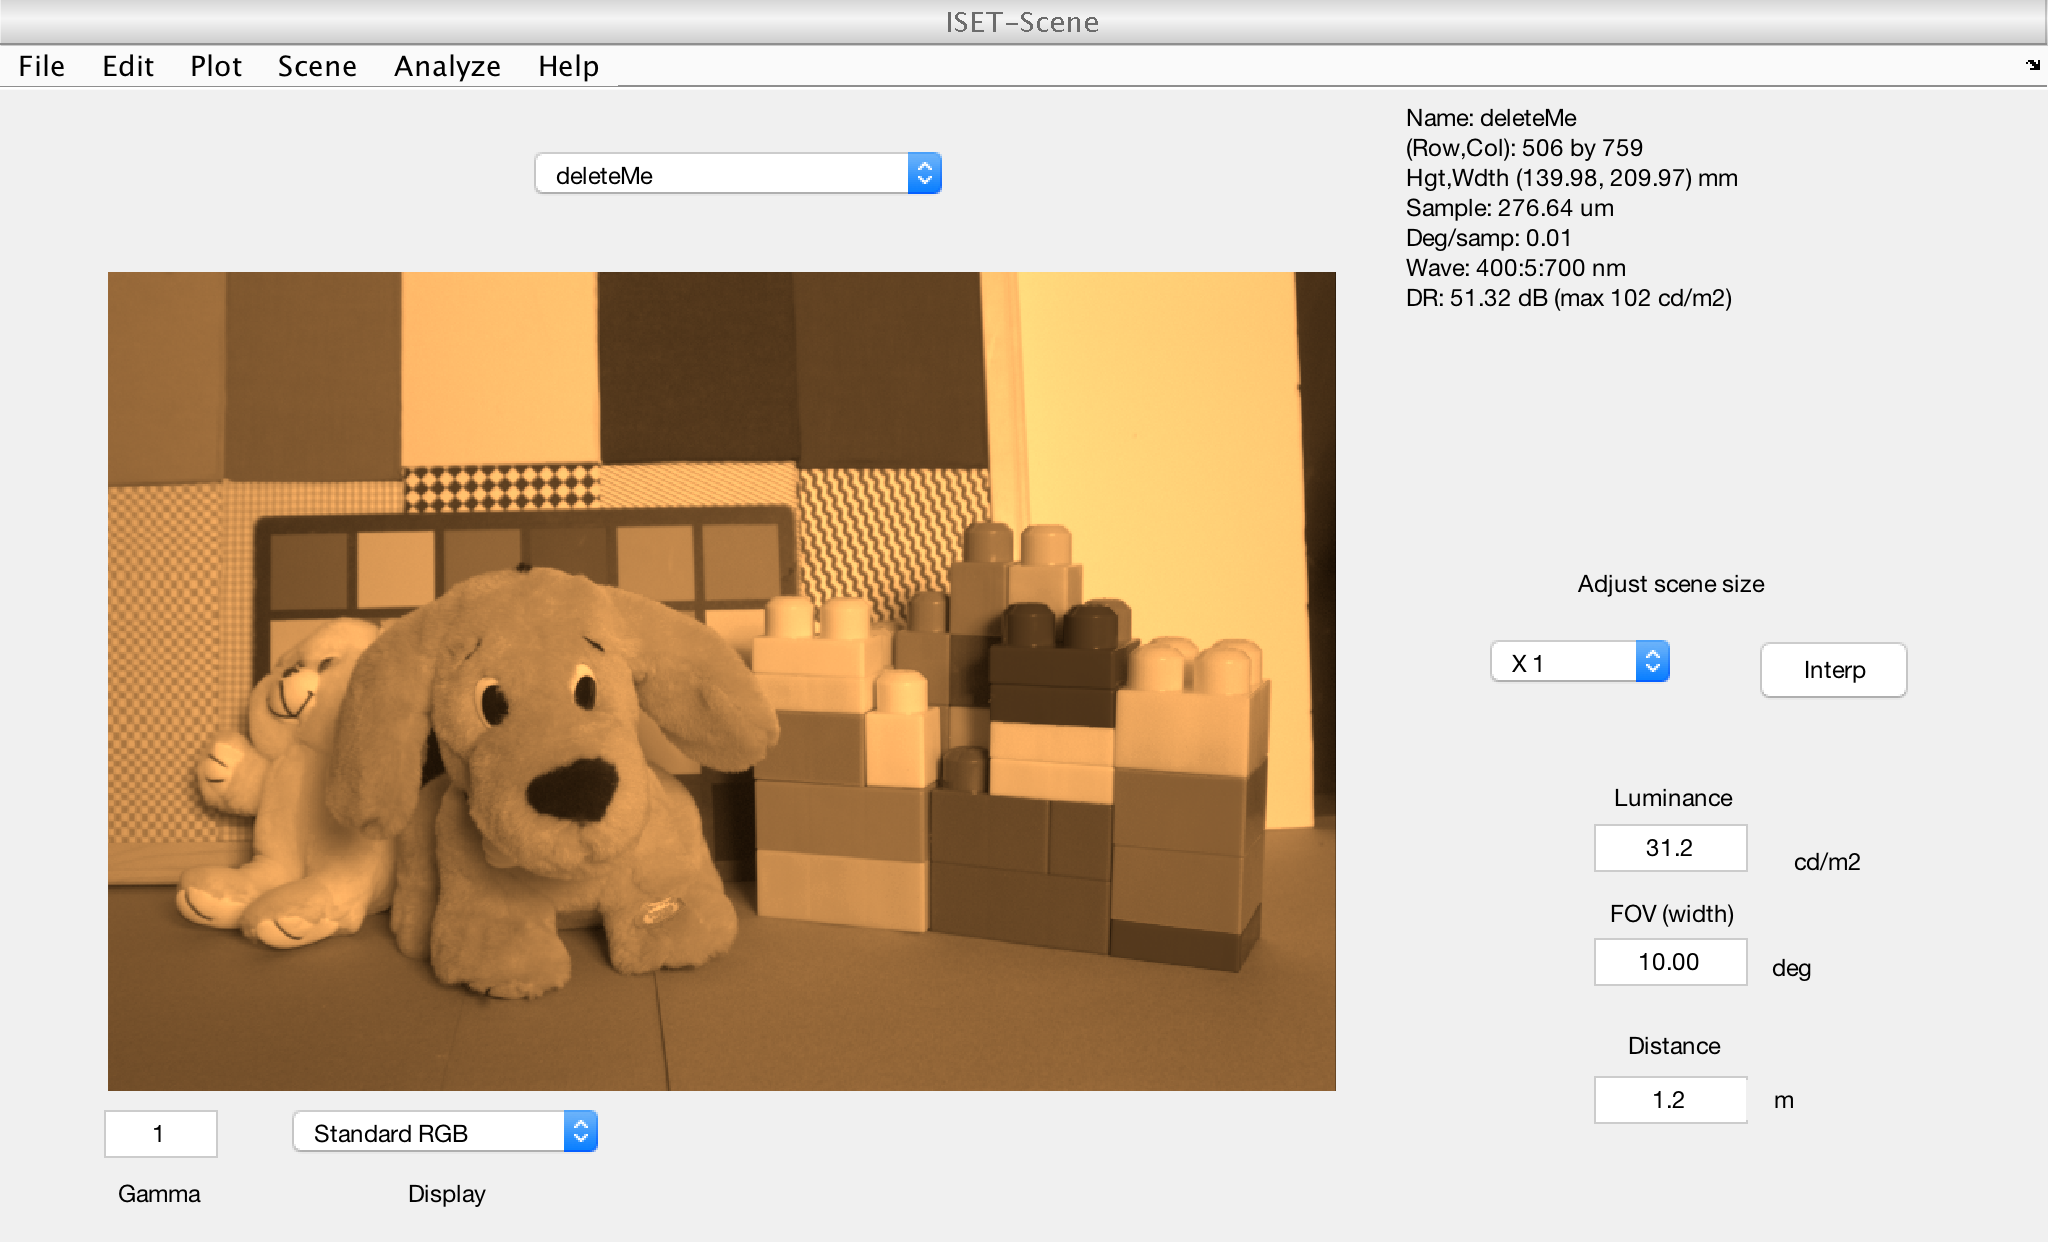 ISET-Scene
File Edit Plot Scene Analyze Help
deleteMe
Name: deleteMe
(Row,Col): 506 by 759
Hgt,Wdth (139.98, 209.97) mm
Sample: 276.64 um
Deg/samp: 0.01
Wave: 400:5:700 nm
DR: 51.32 dB (max 102 cd/m2)
Adjust scene size
X 1
Interp
Luminance
31.2 cd/m2
FOV (width)
10.00 deg
Distance
1.2 m
1
Standard RGB
Gamma
Display